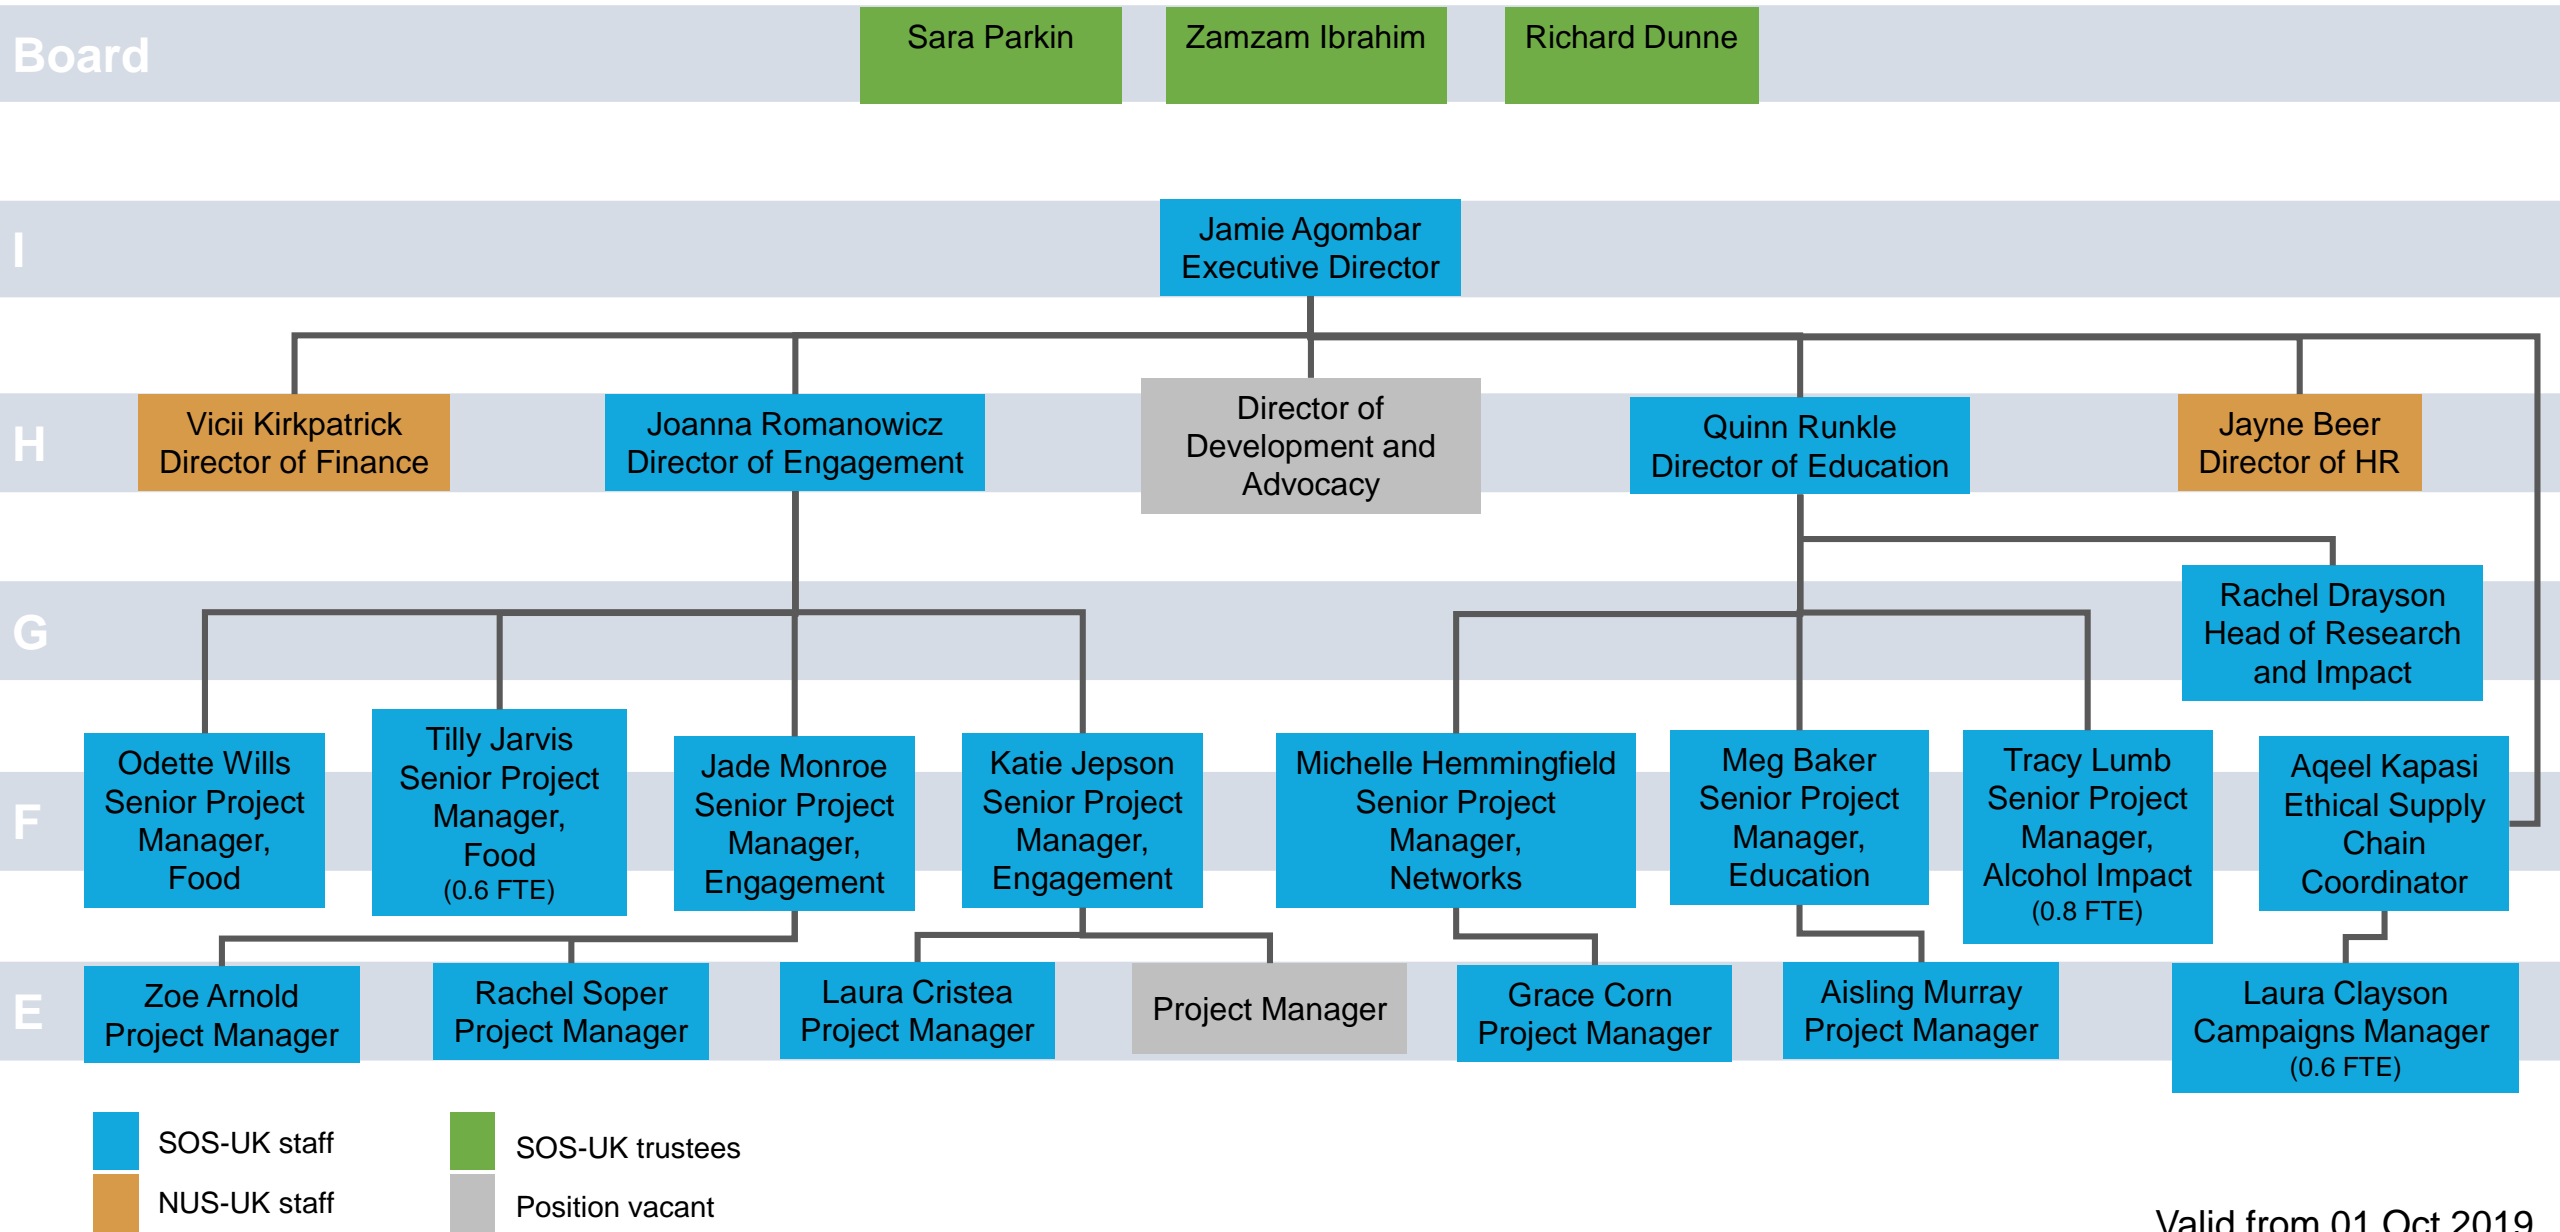 Board
Sara Parkin
Zamzam Ibrahim
Richard Dunne
I
Jamie Agombar
Executive Director
H
Vicii Kirkpatrick
Director of Finance
Joanna Romanowicz
Director of Engagement
Director of
Development and
Advocacy
Quinn Runkle
Director of Education
Jayne Beer
Director of HR
G
Rachel Drayson
Head of Research
and Impact
F
Odette Wills
Senior Project
Manager,
Food
Tilly Jarvis
Senior Project
Manager,
Food
(0.6 FTE)
Jade Monroe
Senior Project
Manager,
Engagement
Katie Jepson
Senior Project
Manager,
Engagement
Michelle Hemmingfield
Senior Project
Manager,
Networks
Meg Baker
Senior Project
Manager,
Education
Tracy Lumb
Senior Project
Manager,
Alcohol Impact
(0.8 FTE)
Aqeel Kapasi
Ethical Supply
Chain
Coordinator
E
Zoe Arnold
Project Manager
Rachel Soper
Project Manager
Laura Cristea
Project Manager
Project Manager
Grace Corn
Project Manager
Aisling Murray
Project Manager
Laura Clayson
Campaigns Manager
(0.6 FTE)
SOS-UK staff
SOS-UK trustees
NUS-UK staff
Position vacant
Valid from 01 Oct 2019